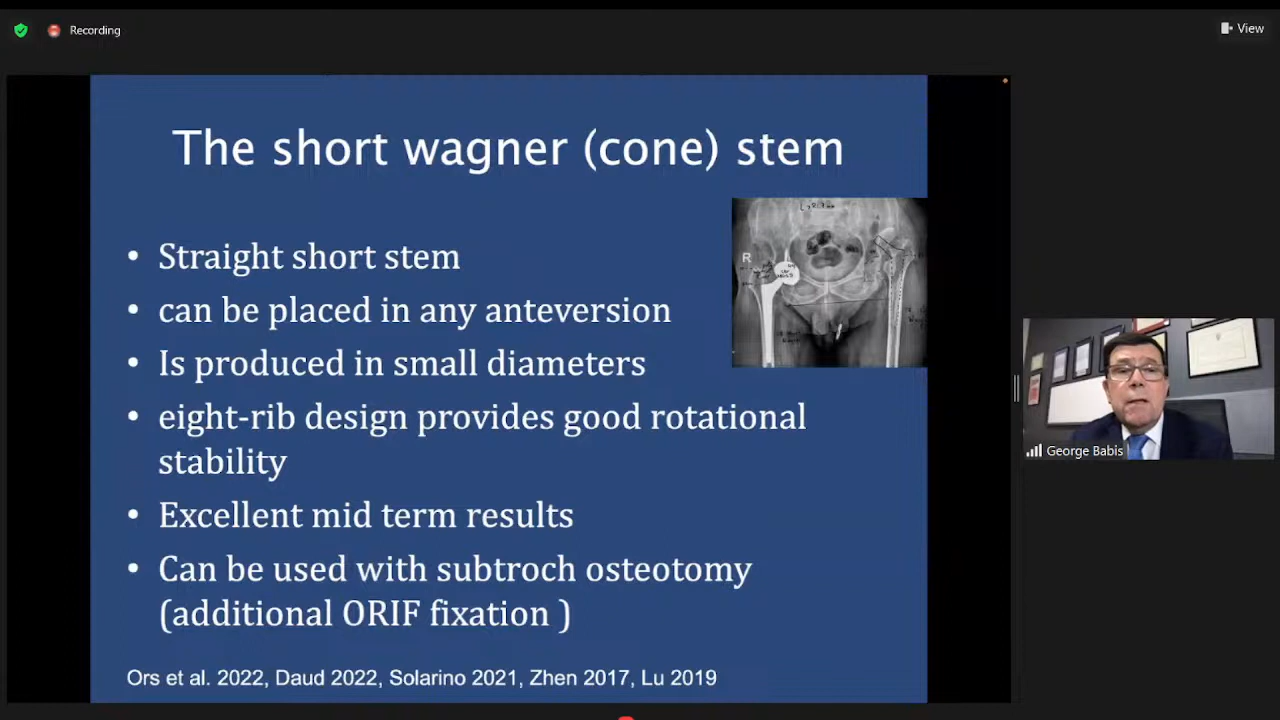 Recording
View
The short wagner (cone) stem
R
• Straight short stem
• can be placed in any anteversion
• Is produced in small diameters
• eight-rib design provides good rotational
stability
• Excellent mid term results
• Can be used with subtroch osteotomy
(additional ORIF fixation )
Ors et al. 2022, Daud 2022, Solarino 2021, Zhen 2017, Lu 2019
George Babis